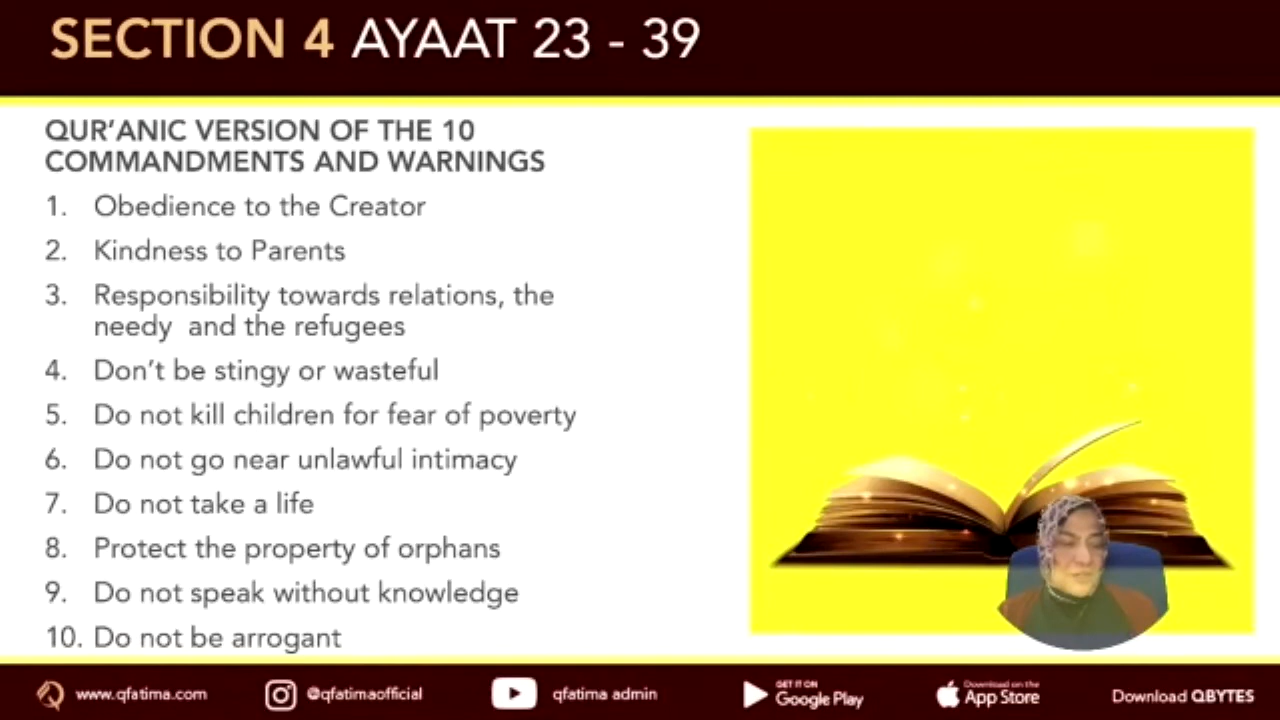 SECTION 4 AYAAT 23 - 39
QUR'ANIC VERSION OF THE 10
COMMANDMENTS AND WARNINGS
1. Obedience to the Creator
2. Kindness to Parents
3. Responsibility towards relations, the
needy and the refugees
4. Don't be stingy or wasteful
5. Do not kill children for fear of poverty
6. Do not go near unlawful intimacy
7. Do not take a life
8. Protect the property of orphans
9. Do not speak without knowledge
10. Do not be arrogant
www.qfatima.com @qfatimaofficial qfatima admin GET IT ON Google Play Download on the App Store Download QBYTES